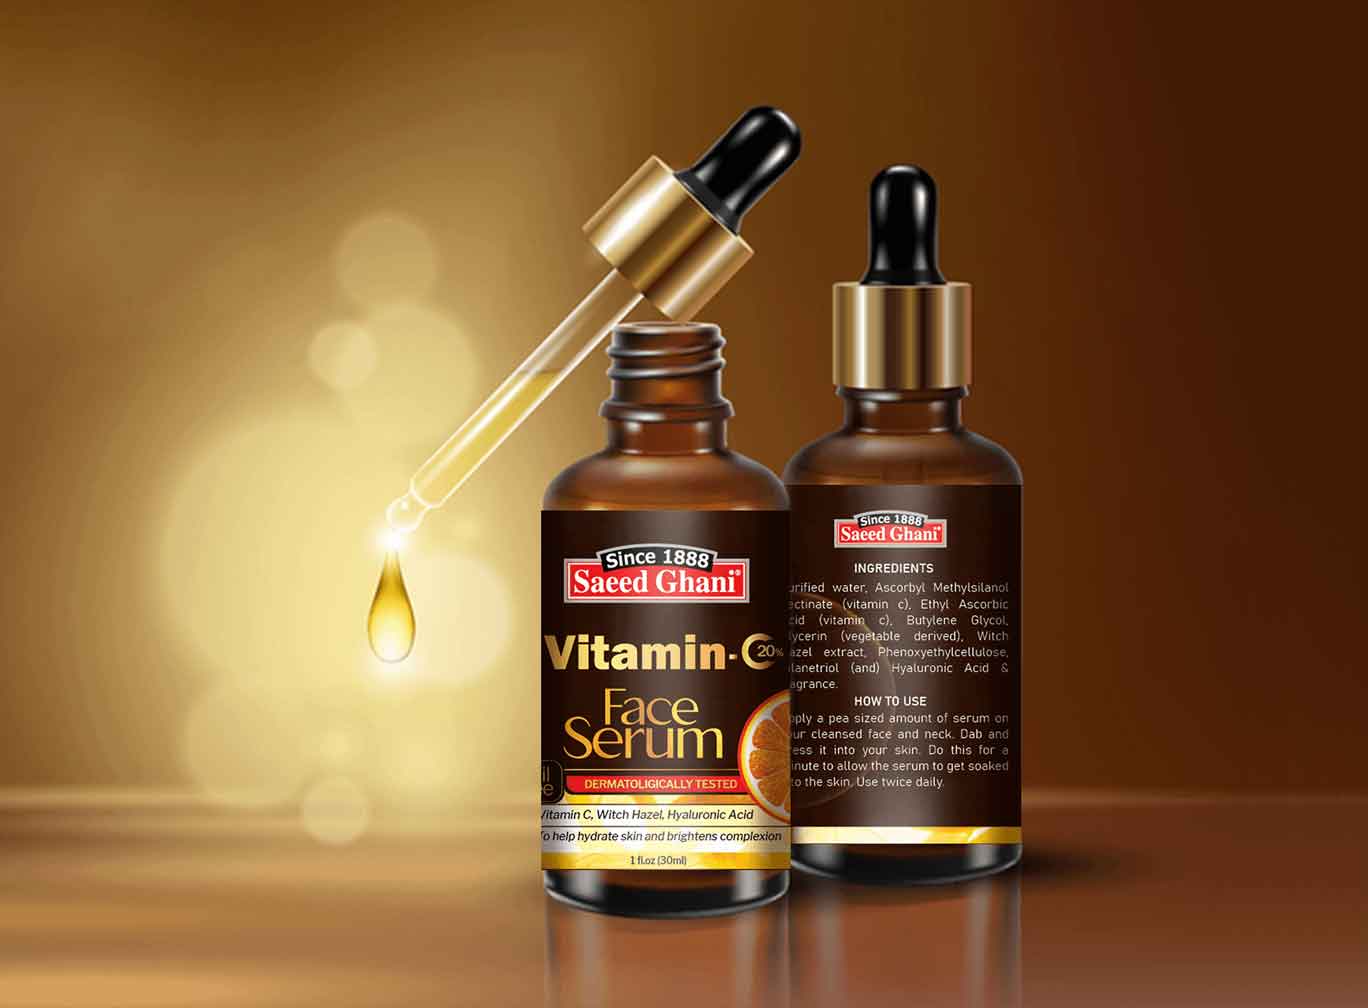 Since 1888
Saeed Ghani®
Vitamin-C 20%
Face
Serum
DERMATOLIGICALLY TESTED
Vitamin C, Witch Hazel, Hyaluronic Acid
To help hydrate skin and brightens complexion
1 fl.oz (30ml)
Since 1888
Saeed Ghani®
INGREDIENTS
urified water, Ascorbyl Methylsilanol
ectinate (vitamin c), Ethyl Ascorbic
cid (vitamin c), Butylene Glycol,
lycerin (vegetable derived), Witch
azel extract, Phenoxyethylcellulose,
ilanetriol (and) Hyaluronic Acid &
agrance.
HOW TO USE
pply a pea sized amount of serum on
ur cleansed face and neck. Dab and
ress it into your skin. Do this for a
inute to allow the serum to get soaked
to the skin. Use twice daily.